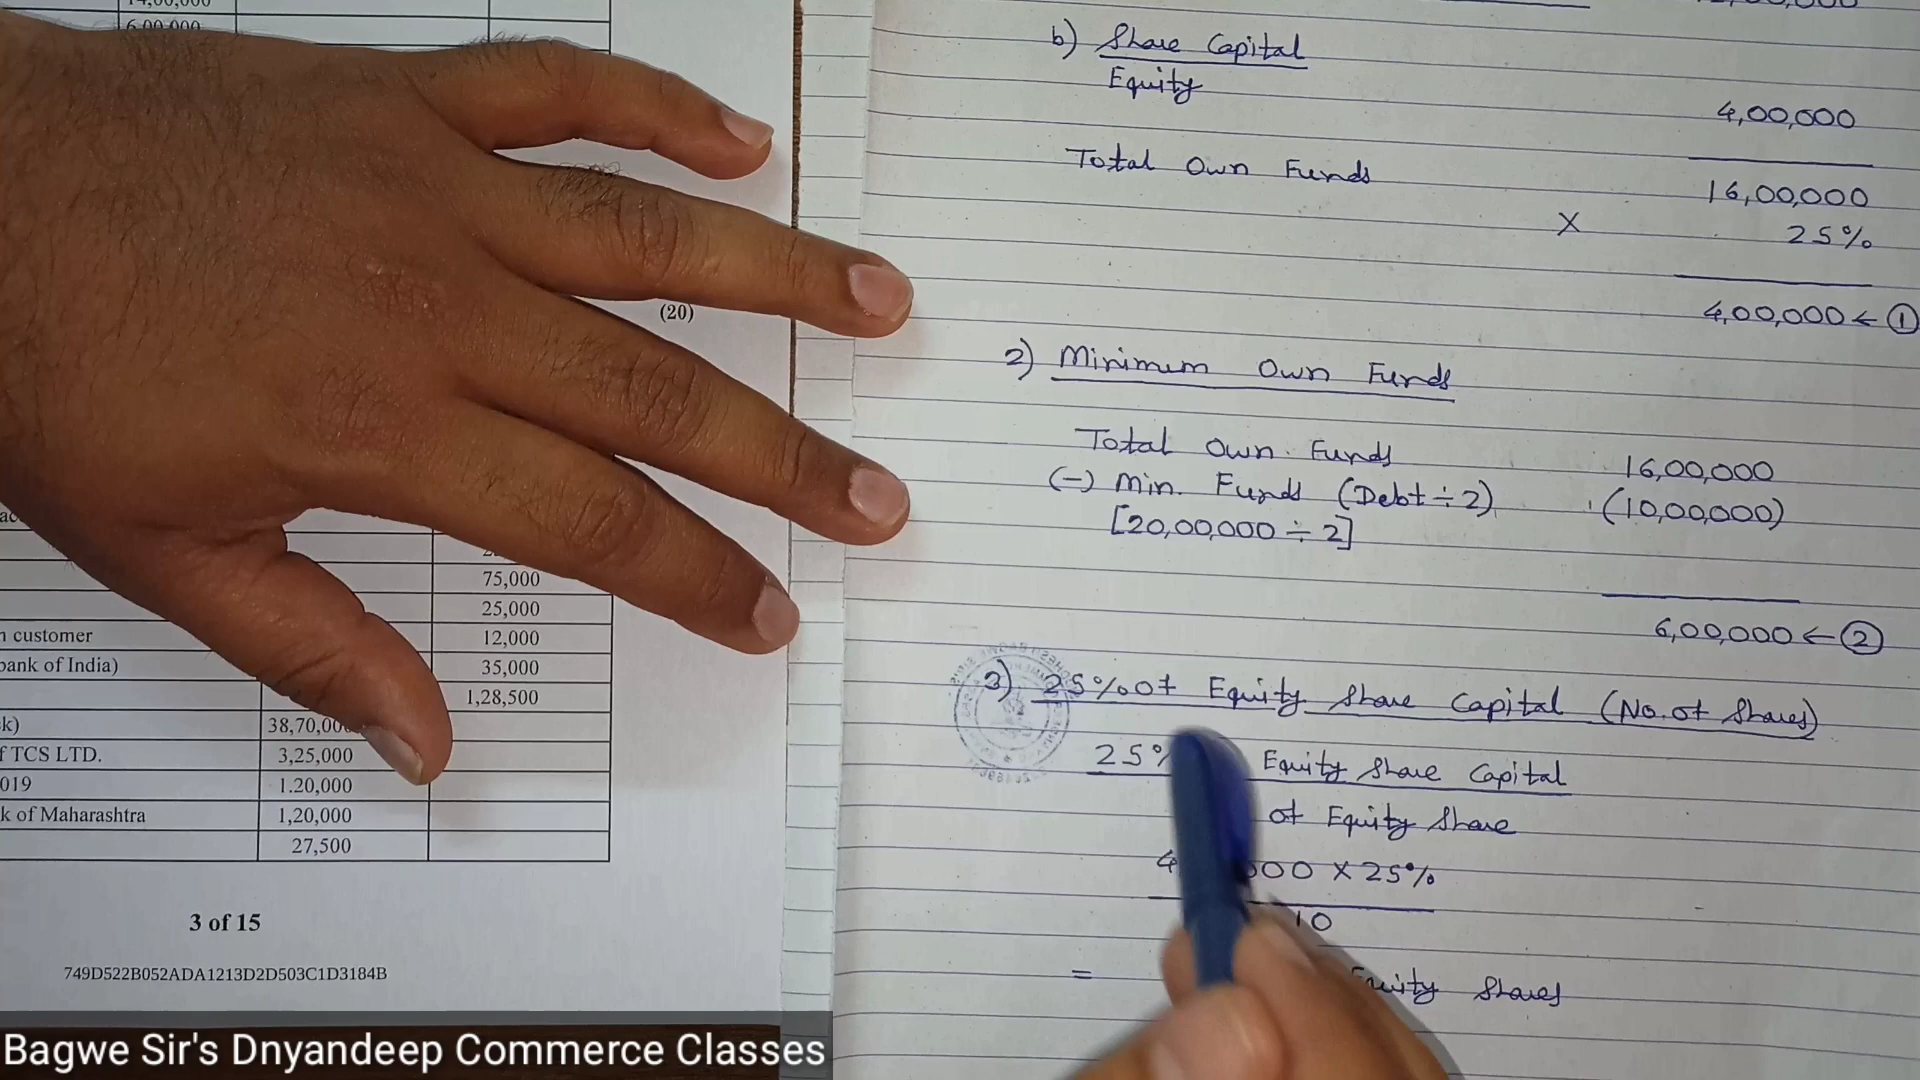 14,00,000
6,00,000
(20)
75,000
25,000
n customer 12,000
bank of India) 35,000
1,28,500
k) 38,70,00
f TCS LTD. 3,25,000
019 1.20,000
k of Maharashtra 1,20,000
27,500
3 of 15
749D522B052ADA1213D2D503C1D3184B
b) Share Capital
Equity
4,00,000
Total Own Funds 16,00,000
X 25%
4,00,000 ← ①
2) Minimum Own Funds
Total Own Funds 16,00,000
(-) Min. Funds (Debt ÷ 2) (10,00,000)
[20,00,000 ÷ 2]
6,00,000 ← ②
3) 25% of Equity Share Capital (No. of Shares)
25% Equity Share Capital
of Equity Share
4 000 X 25%
10
= Equity Shares
Bagwe Sir's Dnyandeep Commerce Classes